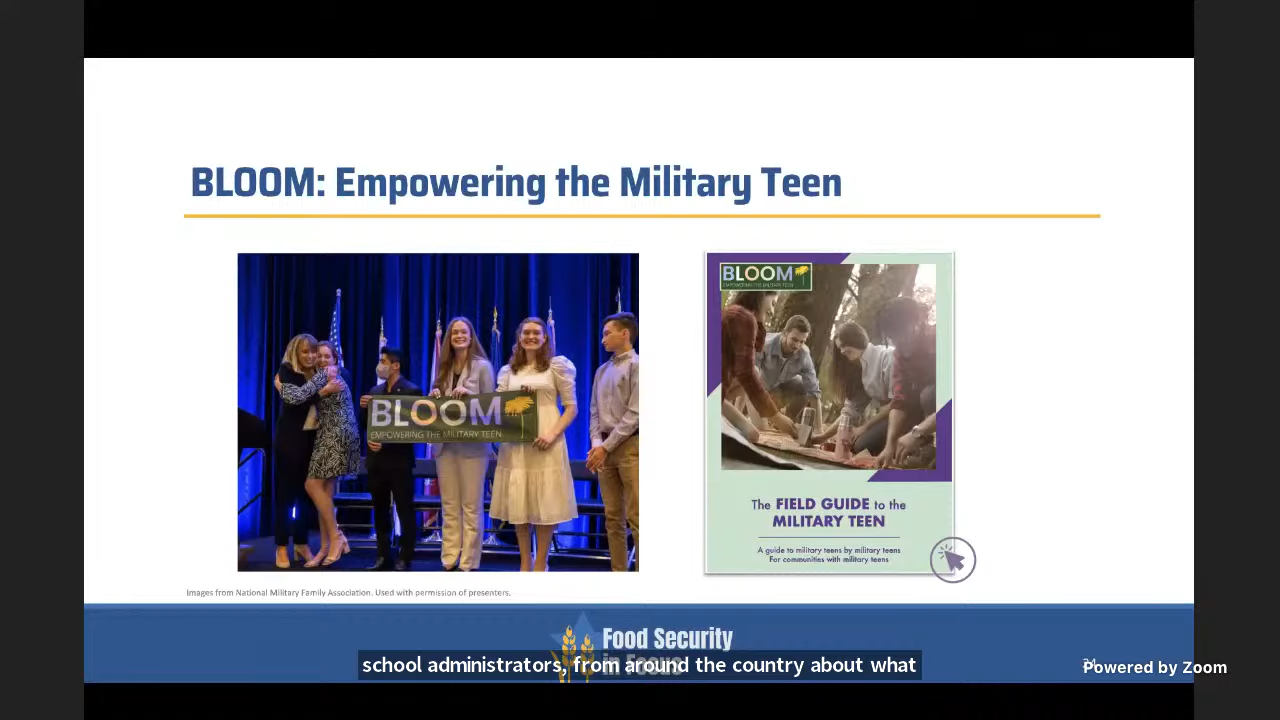 BLOOM: Empowering the Military Teen
BLOOM
EMPOWERING THE MILITARY TEEN
BLOOM
EMPOWERING THE MILITARY TEEN
The FIELD GUIDE to the
MILITARY TEEN
A guide to military teens by military teens
For communities with military teens
Images from National Military Family Association. Used with permission of presenters.
Food Security
in Focus
school administrators, from around the country about what
Powered by Zoom